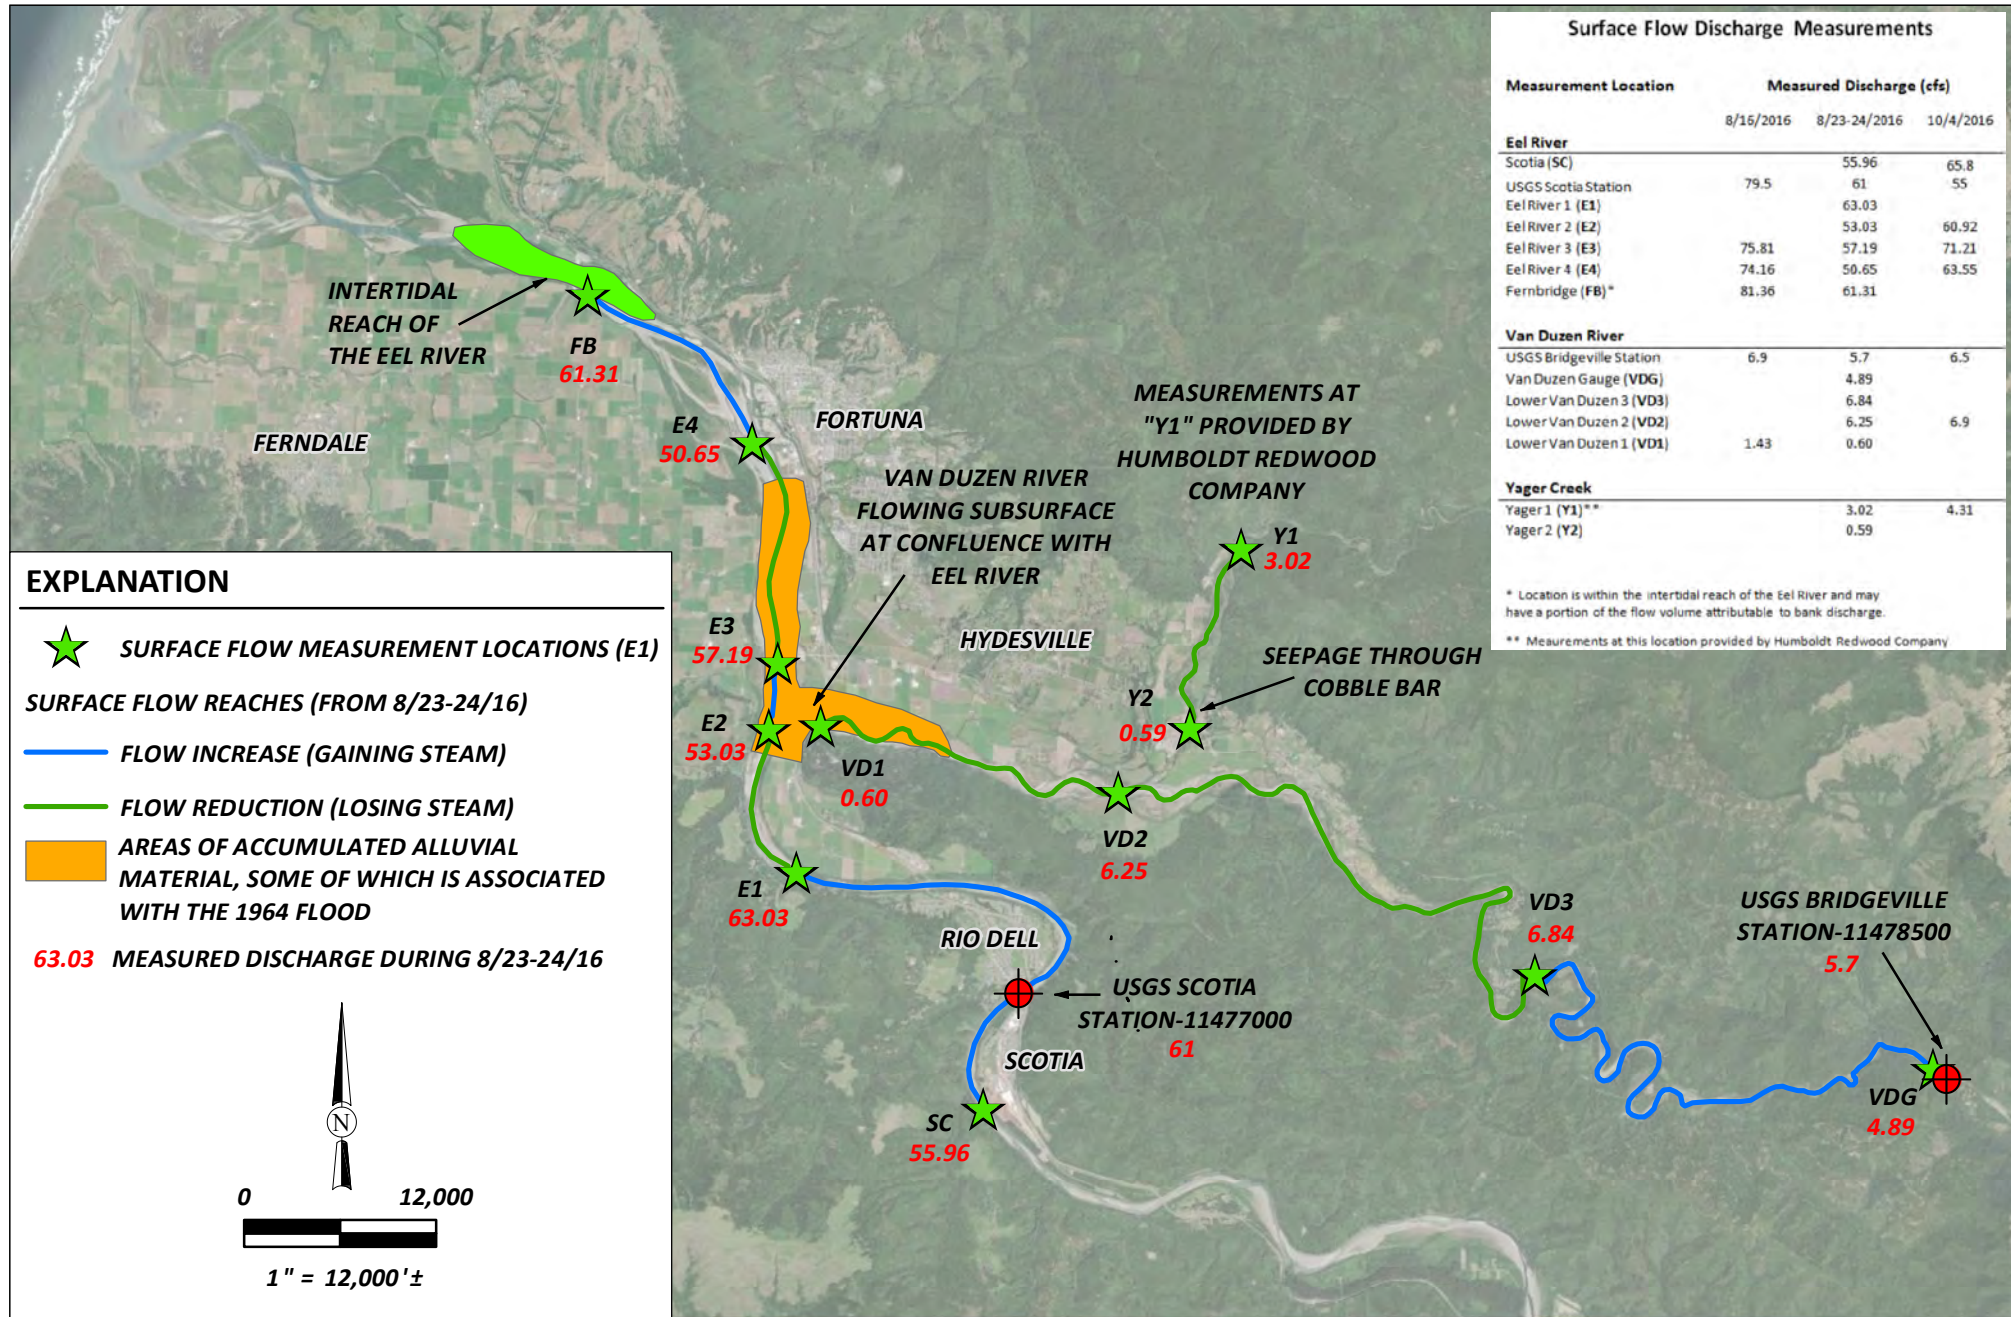 Surface Flow Discharge Measurements
Measurement Location Measured Discharge (cfs)
8/16/2016 8/23-24/2016 10/4/2016
Eel River
Scotia (SC) 55.96 65.8
USGS Scotia Station 79.5 61 55
Eel River 1 (E1) 63.03
Eel River 2 (E2) 53.03 60.92
Eel River 3 (E3) 75.81 57.19 71.21
Eel River 4 (E4) 74.16 50.65 63.55
Fernbridge (FB)* 81.36 61.31
Van Duzen River
USGS Bridgeville Station 6.9 5.7 6.5
Van Duzen Gauge (VDG) 4.89
Lower Van Duzen 3 (VD3) 6.84
Lower Van Duzen 2 (VD2) 6.25 6.9
Lower Van Duzen 1 (VD1) 1.43 0.60
Yager Creek
Yager 1 (Y1)** 3.02 4.31
Yager 2 (Y2) 0.59
* Location is within the intertidal reach of the Eel River and may
have a portion of the flow volume attributable to bank discharge.
** Meaurements at this location provided by Humboldt Redwood Company
INTERTIDAL
REACH OF
THE EEL RIVER
FB
61.31
FERNDALE
E4
50.65
FORTUNA
MEASUREMENTS AT
"Y1" PROVIDED BY
HUMBOLDT REDWOOD
COMPANY
VAN DUZEN RIVER
FLOWING SUBSURFACE
AT CONFLUENCE WITH
EEL RIVER
Y1
3.02
E3
57.19
HYDESVILLE
SEEPAGE THROUGH
COBBLE BAR
Y2
0.59
E2
53.03
VD1
0.60
VD2
6.25
E1
63.03
RIO DELL
VD3
6.84
USGS BRIDGEVILLE
STATION-11478500
5.7
USGS SCOTIA
STATION-11477000
61
SCOTIA
SC
55.96
VDG
4.89
EXPLANATION
SURFACE FLOW MEASUREMENT LOCATIONS (E1)
SURFACE FLOW REACHES (FROM 8/23-24/16)
FLOW INCREASE (GAINING STEAM)
FLOW REDUCTION (LOSING STEAM)
AREAS OF ACCUMULATED ALLUVIAL
MATERIAL, SOME OF WHICH IS ASSOCIATED
WITH THE 1964 FLOOD
63.03 MEASURED DISCHARGE DURING 8/23-24/16
N
0 12,000
1" = 12,000'±